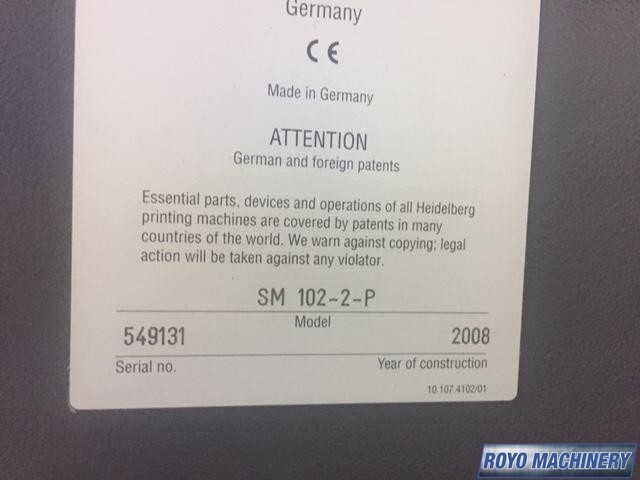 Germany
CE
Made in Germany
ATTENTION
German and foreign patents
Essential parts, devices and operations of all Heidelberg
printing machines are covered by patents in many
countries of the world. We warn against copying; legal
action will be taken against any violator.
SM 102-2-P
Model
549131 2008
Serial no. Year of construction
10.107.4102/01
ROYO MACHINERY